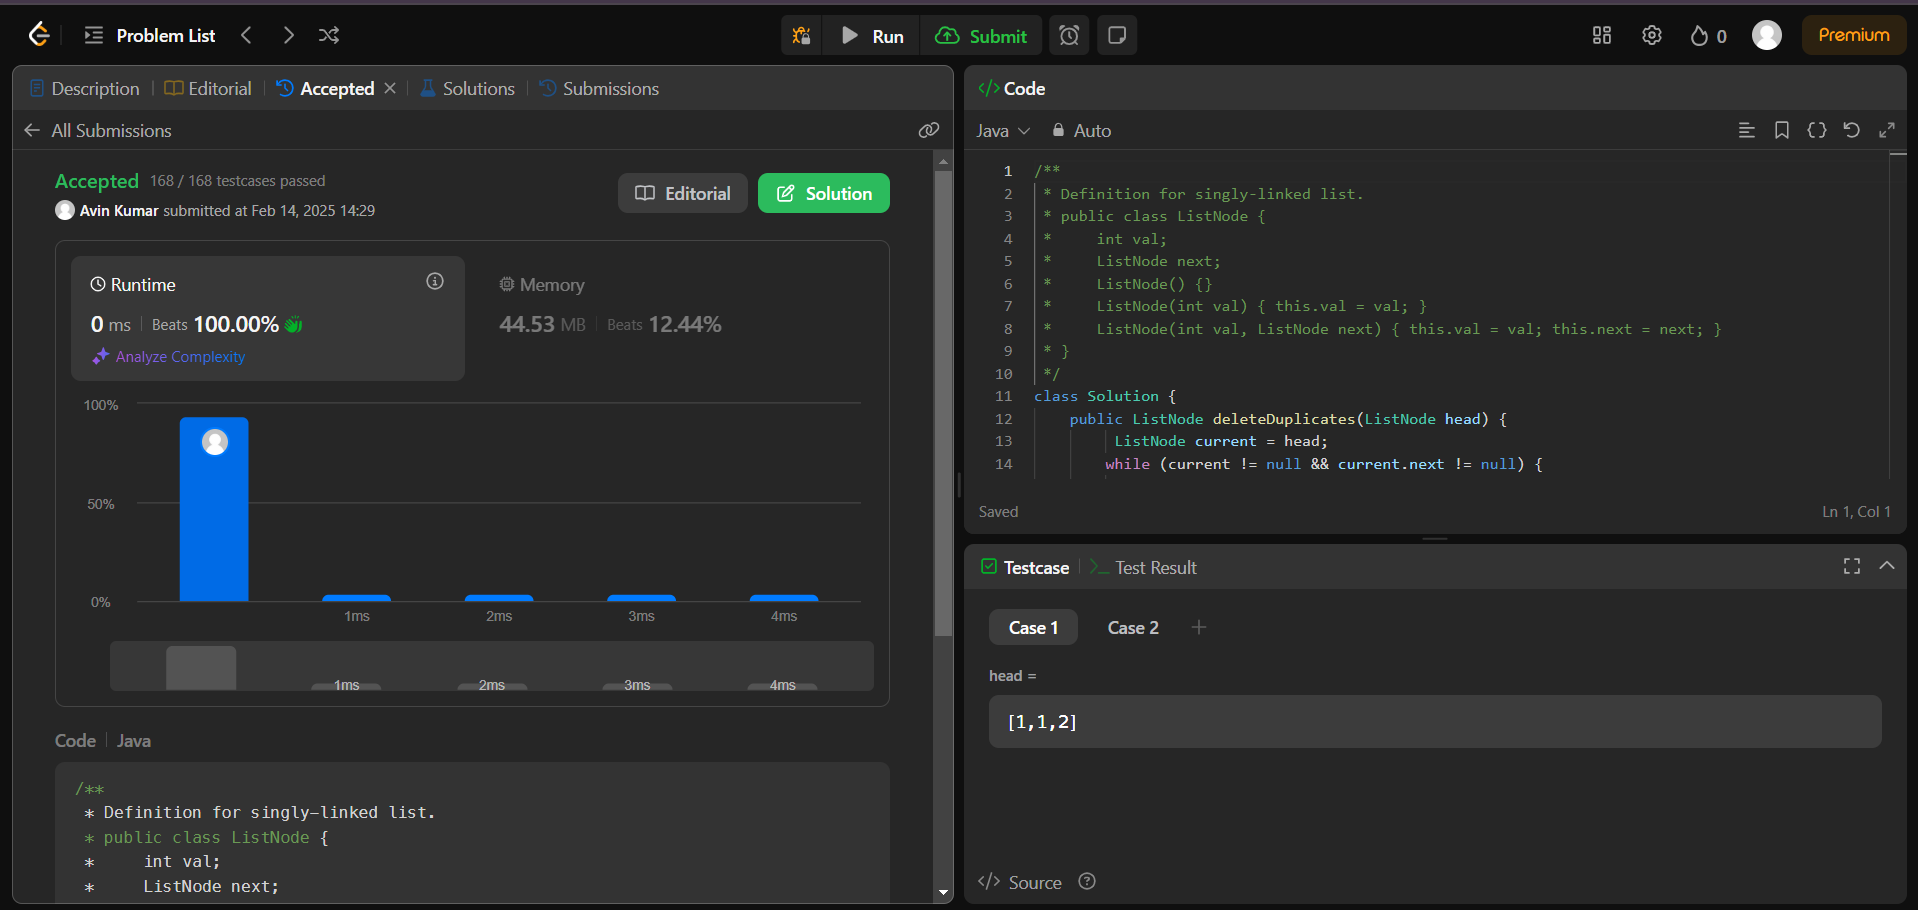 Problem List
Run
Submit
0
Premium
Description
Editorial
Accepted
Solutions
Submissions
All Submissions
Accepted 168 / 168 testcases passed
Avin Kumar submitted at Feb 14, 2025 14:29
Editorial
Solution
Runtime
0 ms Beats 100.00%
Analyze Complexity
Memory
44.53 MB Beats 12.44%
100%
50%
0%
1ms 2ms 3ms 4ms
1ms 2ms 3ms 4ms
Code Java
/**
* Definition for singly-linked list.
* public class ListNode {
*     int val;
*     ListNode next;
</> Code
Java Auto
1 /**
2 * Definition for singly-linked list.
3 * public class ListNode {
4 *     int val;
5 *     ListNode next;
6 *     ListNode() {}
7 *     ListNode(int val) { this.val = val; }
8 *     ListNode(int val, ListNode next) { this.val = val; this.next = next; }
9 * }
10 */
11 class Solution {
12     public ListNode deleteDuplicates(ListNode head) {
13         ListNode current = head;
14         while (current != null && current.next != null) {
Saved
Ln 1, Col 1
Testcase
>_ Test Result
Case 1 Case 2 +
head =
[1,1,2]
</> Source ?